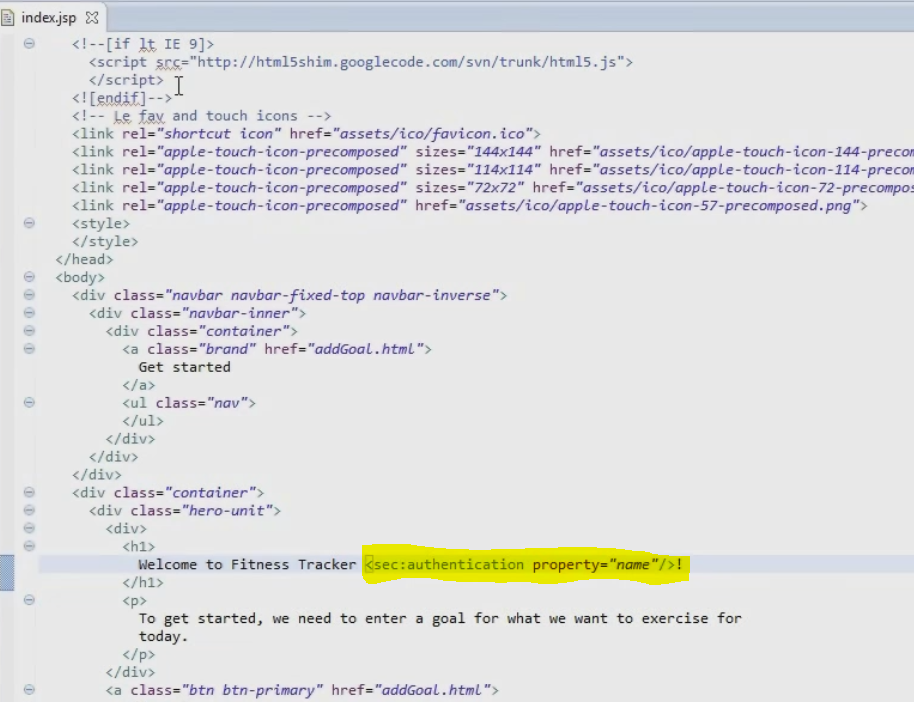 index.jsp
<!--[if lt IE 9]>
<script src="http://html5shim.googlecode.com/svn/trunk/html5.js">
</script>
<![endif]-->
<!-- Le fav and touch icons -->
<link rel="shortcut icon" href="assets/ico/favicon.ico">
<link rel="apple-touch-icon-precomposed" sizes="144x144" href="assets/ico/apple-touch-icon-144-precom
<link rel="apple-touch-icon-precomposed" sizes="114x114" href="assets/ico/apple-touch-icon-114-precom
<link rel="apple-touch-icon-precomposed" sizes="72x72" href="assets/ico/apple-touch-icon-72-precompos
<link rel="apple-touch-icon-precomposed" href="assets/ico/apple-touch-icon-57-precomposed.png">
<style>
</style>
</head>
<body>
<div class="navbar navbar-fixed-top navbar-inverse">
<div class="navbar-inner">
<div class="container">
<a class="brand" href="addGoal.html">
Get started
</a>
<ul class="nav">
</ul>
</div>
</div>
</div>
<div class="container">
<div class="hero-unit">
<div>
<h1>
Welcome to Fitness Tracker <sec:authentication property="name"/>!
</h1>
<p>
To get started, we need to enter a goal for what we want to exercise for
today.
</p>
</div>
<a class="btn btn-primary" href="addGoal.html">